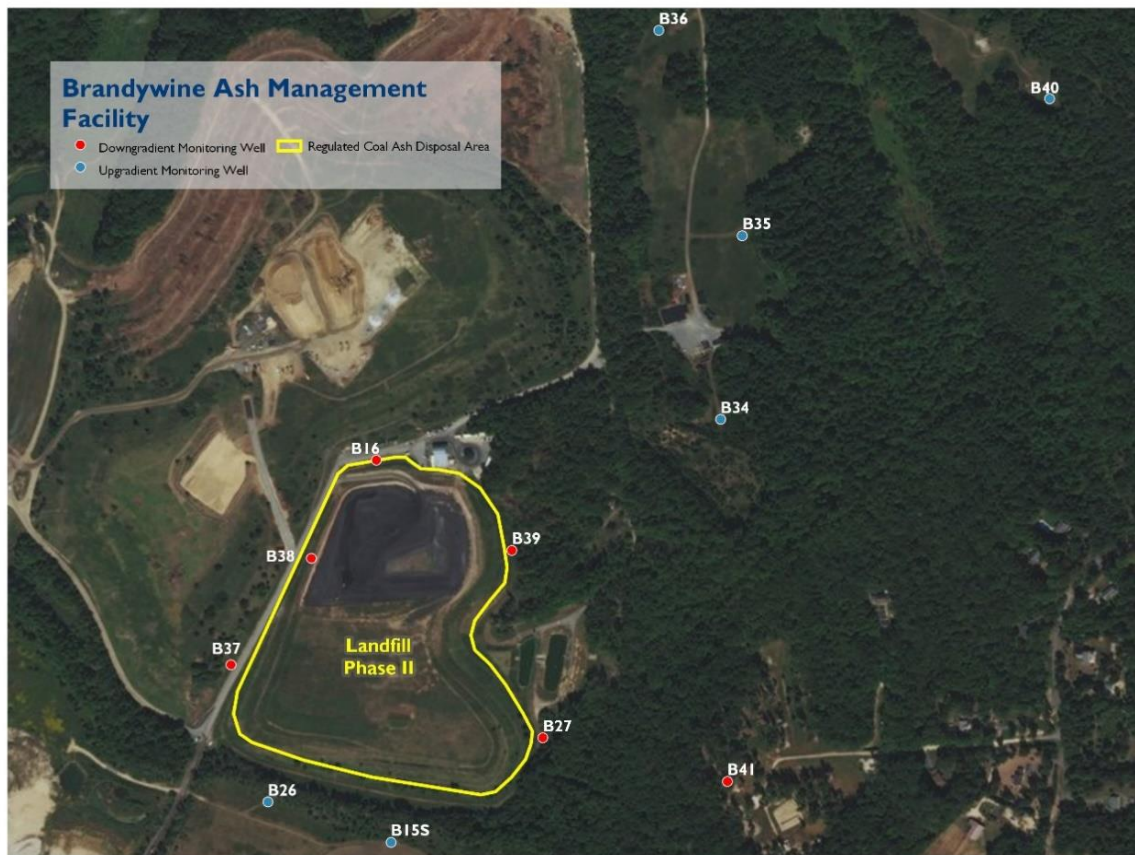 B36
Brandywine Ash Management
Facility
Downgradient Monitoring Well
Regulated Coal Ash Disposal Area
Upgradient Monitoring Well
B40
B35
B34
B16
B39
B38
Landfill
Phase II
B37
B27
B41
B26
B15S